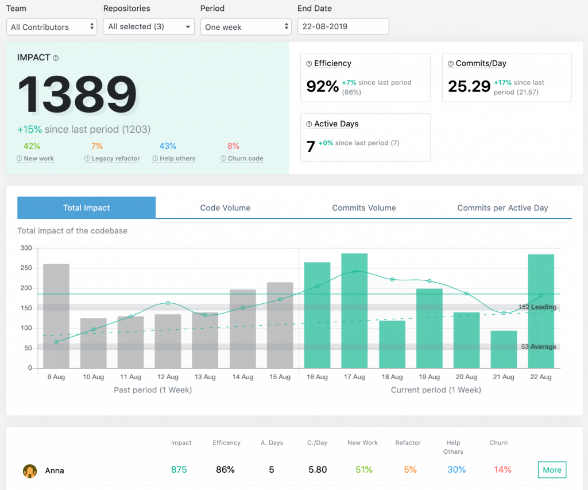 Team Repositories Period End Date
All Contributors All selected (3) One week 22-08-2019
IMPACT
1389
+15% since last period (1203)
42% 7% 43% 8%
New work Legacy refactor Help others Churn code
Efficiency
92% +7% since last period
(86%)
Commits/Day
25.29 +17% since last
period (21.57)
Active Days
7 +0% since last period (7)
Total Impact Code Volume Commits Volume Commits per Active Day
Total impact of the codebase
300
250
200
150
100
50
0
152 Leading
53 Average
9 Aug 10 Aug 11 Aug 12 Aug 13 Aug 14 Aug 15 Aug 16 Aug 17 Aug 18 Aug 19 Aug 20 Aug 21 Aug 22 Aug
Past period (1 Week) Current period (1 Week)
Impact Efficency A. Days C./Day New Work Refactor Help Churn
Others
Anna 875 86% 5 5.80 51% 5% 30% 14% More